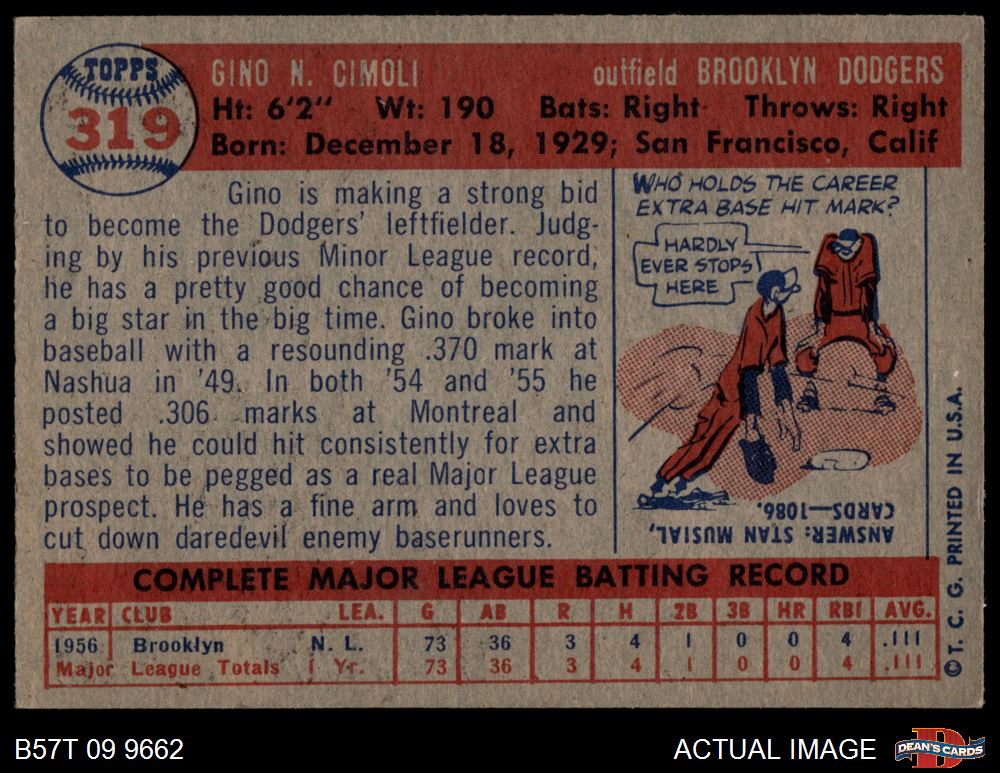 TOPPS
319
GINO N. CIMOLI outfield BROOKLYN DODGERS
Ht: 6'2" Wt: 190 Bats: Right Throws: Right
Born: December 18, 1929; San Francisco, Calif
Gino is making a strong bid
to become the Dodgers' leftfielder. Judg-
ing by his previous Minor League record,
he has a pretty good chance of becoming
a big star in the big time. Gino broke into
baseball with a resounding .370 mark at
Nashua in '49. In both '54 and '55 he
posted .306 marks at Montreal and
showed he could hit consistently for extra
bases to be pegged as a real Major League
prospect. He has a fine arm and loves to
cut down daredevil enemy baserunners.
WHO HOLDS THE CAREER
EXTRA BASE HIT MARK?
HARDLY
EVER STOPS
HERE
ANSWER: STAN MUSIAL,
CARDS—1086.
©T. C. G. PRINTED IN U.S.A.
COMPLETE MAJOR LEAGUE BATTING RECORD
YEAR CLUB LEA. G AB R H 2B 3B HR RBI AVG.
1956 Brooklyn N. L. 73 36 3 4 1 0 0 4 .111
Major League Totals 1 Yr. 73 36 3 4 1 0 0 4 .111
B57T 09 9662
ACTUAL IMAGE
D
DEAN'S CARDS